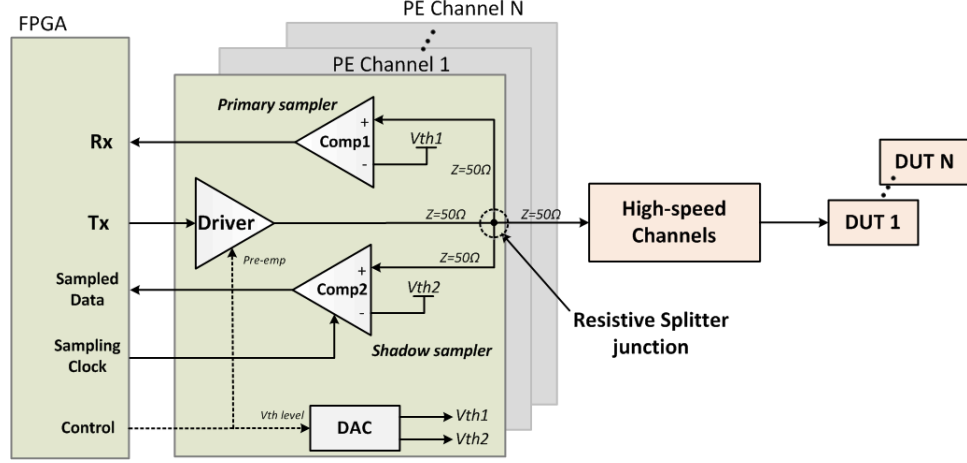 FPGA
PE Channel N
PE Channel 1
Primary sampler
Rx
Comp1
+
-
Vth1
Z=50Ω
Tx
Driver
Z=50Ω
Z=50Ω
High-speed
Channels
DUT N
DUT 1
Pre-emp
Z=50Ω
Sampled
Data
Comp2
+
-
Vth2
Shadow sampler
Resistive Splitter
junction
Sampling
Clock
Control
Vth level
DAC
Vth1
Vth2